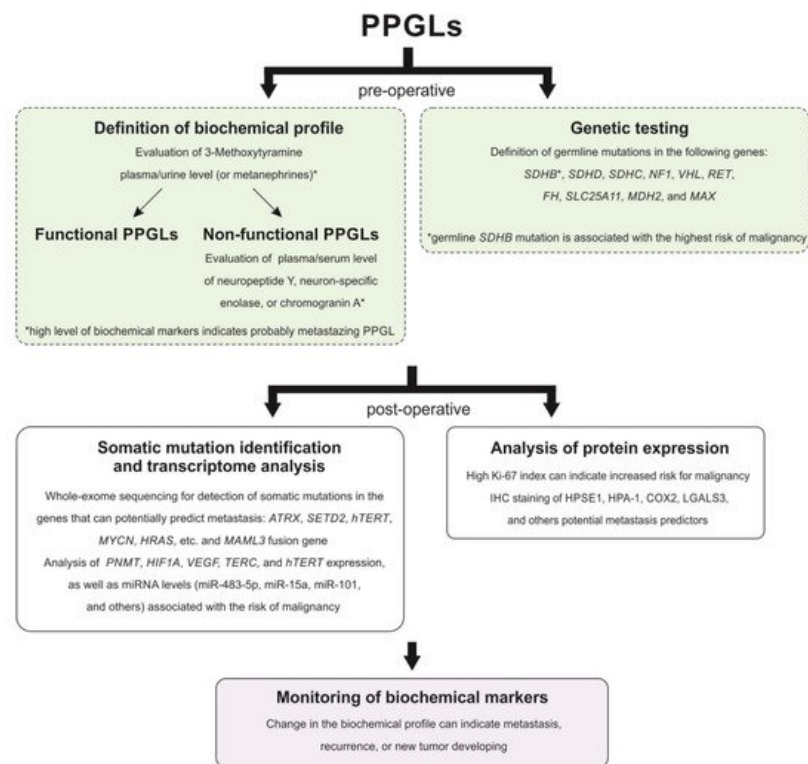 PPGLs
pre-operative
Definition of biochemical profile
Evaluation of 3-Methoxytyramine
plasma/urine level (or metanephrines)*
Functional PPGLs
Non-functional PPGLs
Evaluation of plasma/serum level
of neuropeptide Y, neuron-specific
enolase, or chromogranin A*
*high level of biochemical markers indicates probably metastazing PPGL
Genetic testing
Definition of germline mutations in the following genes:
SDHB*, SDHD, SDHC, NF1, VHL, RET,
FH, SLC25A11, MDH2, and MAX
*germline SDHB mutation is associated with the highest risk of malignancy
post-operative
Somatic mutation identification
and transcriptome analysis
Whole-exome sequencing for detection of somatic mutations in the
genes that can potentially predict metastasis: ATRX, SETD2, hTERT,
MYCN, HRAS, etc. and MAML3 fusion gene
Analysis of PNMT, HIF1A, VEGF, TERC, and hTERT expression,
as well as miRNA levels (miR-483-5p, miR-15a, miR-101,
and others) associated with the risk of malignancy
Analysis of protein expression
High Ki-67 index can indicate increased risk for malignancy
IHC staining of HPSE1, HPA-1, COX2, LGALS3,
and others potential metastasis predictors
Monitoring of biochemical markers
Change in the biochemical profile can indicate metastasis,
recurrence, or new tumor developing